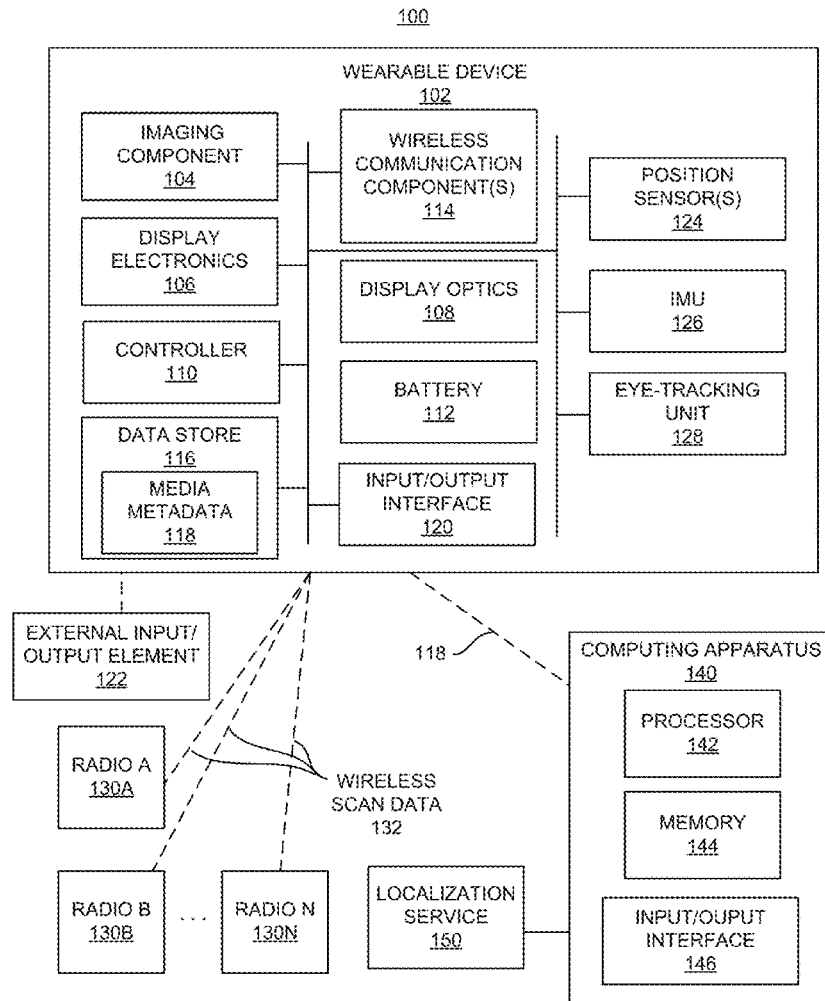 100
WEARABLE DEVICE
102
IMAGING
COMPONENT
104
WIRELESS
COMMUNICATION
COMPONENT(S)
114
POSITION
SENSOR(S)
124
DISPLAY
ELECTRONICS
106
DISPLAY OPTICS
108
IMU
126
CONTROLLER
110
BATTERY
112
EYE-TRACKING
UNIT
128
DATA STORE
116
MEDIA
METADATA
118
INPUT/OUTPUT
INTERFACE
120
EXTERNAL INPUT/
OUTPUT ELEMENT
122
118
COMPUTING APPARATUS
140
PROCESSOR
142
RADIO A
130A
WIRELESS
SCAN DATA
132
MEMORY
144
RADIO B
130B
. . .
RADIO N
130N
LOCALIZATION
SERVICE
150
INPUT/OUPUT
INTERFACE
146